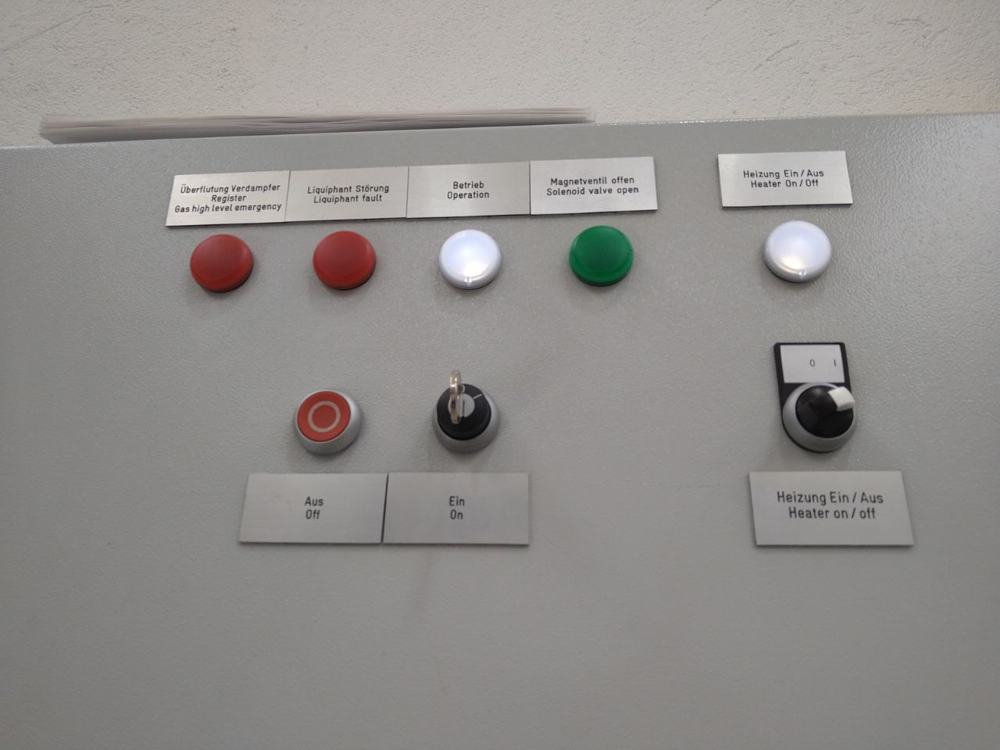 Überflutung Verdampfer
Register
Gas high level emergency
Liquiphant Störung
Liquiphant fault
Betrieb
Operation
Magnetventil offen
Solenoid valve open
Heizung Ein / Aus
Heater On / Off
0 I
Aus
Off
Ein
On
Heizung Ein / Aus
Heater on / off